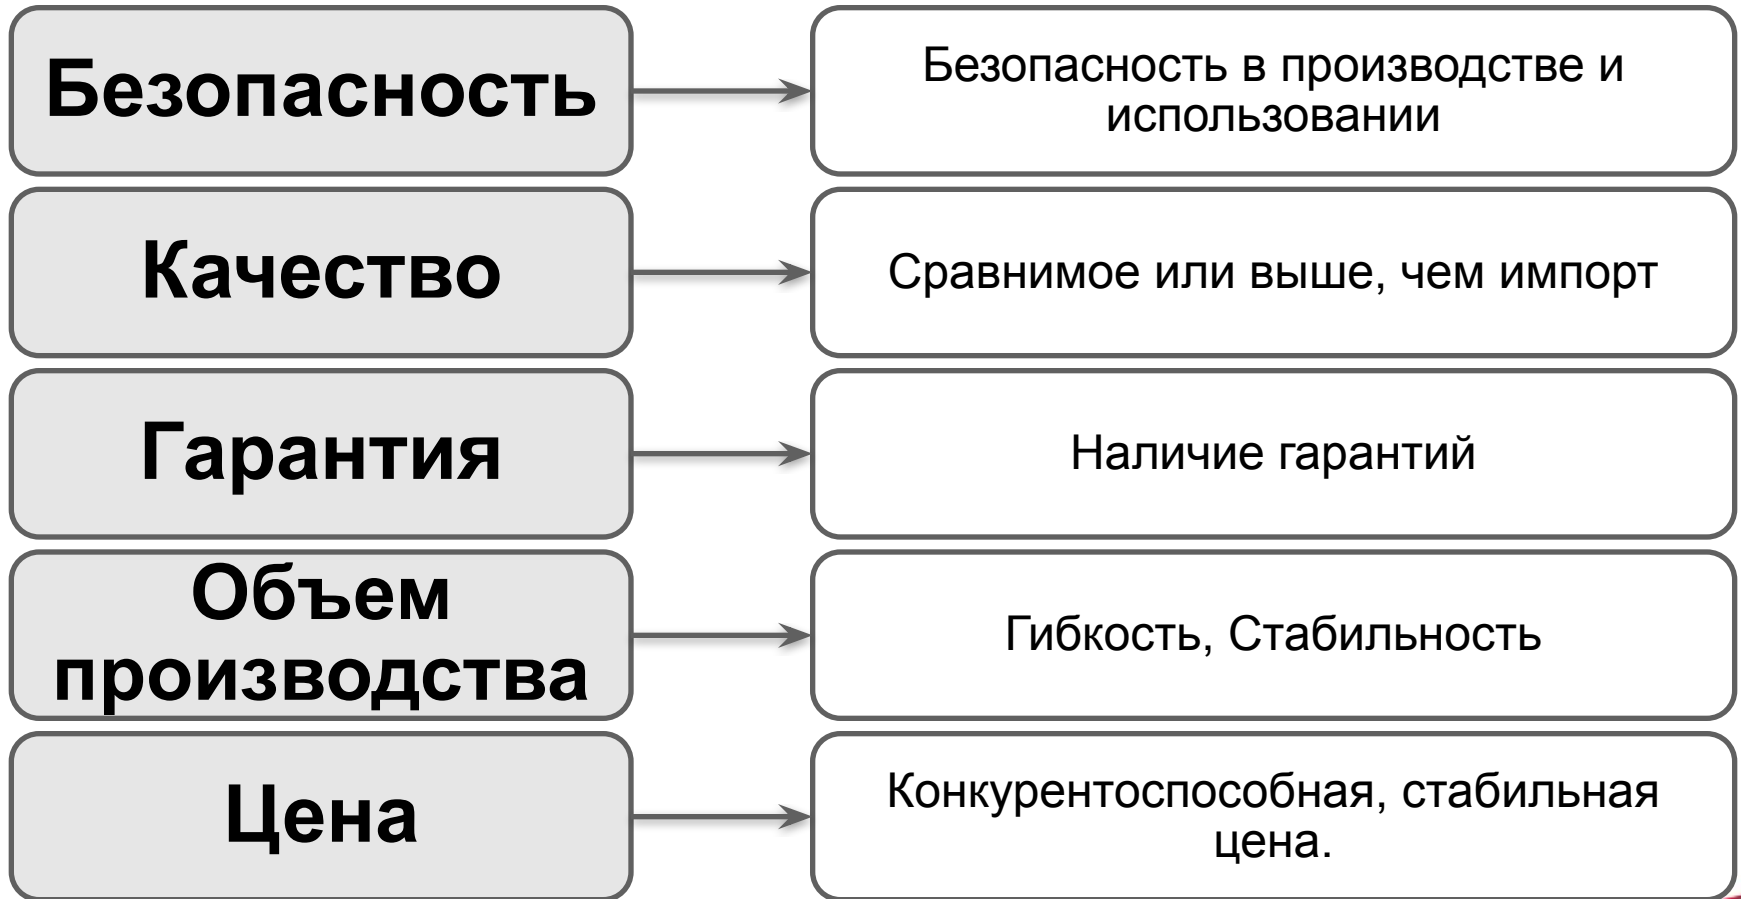 Безопасность
Безопасность в производстве и
использовании
Качество
Сравнимое или выше, чем импорт
Гарантия
Наличие гарантий
Объем
производства
Гибкость, Стабильность
Цена
Конкурентоспособная, стабильная
цена.